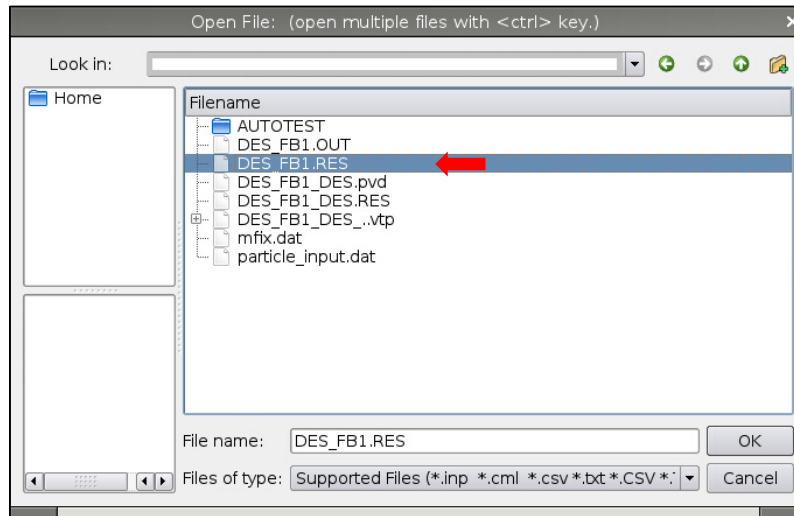 Open File: (open multiple files with <ctrl> key.)
Look in:
Home
Filename
AUTOTEST
DES_FB1.OUT
DES_FB1.RES
DES_FB1_DES.pvd
DES_FB1_DES.RES
DES_FB1_DES_..vtp
mfix.dat
particle_input.dat
File name: DES_FB1.RES OK
Files of type: Supported Files (*.inp *.cml *.csv *.txt *.CSV *. Cancel